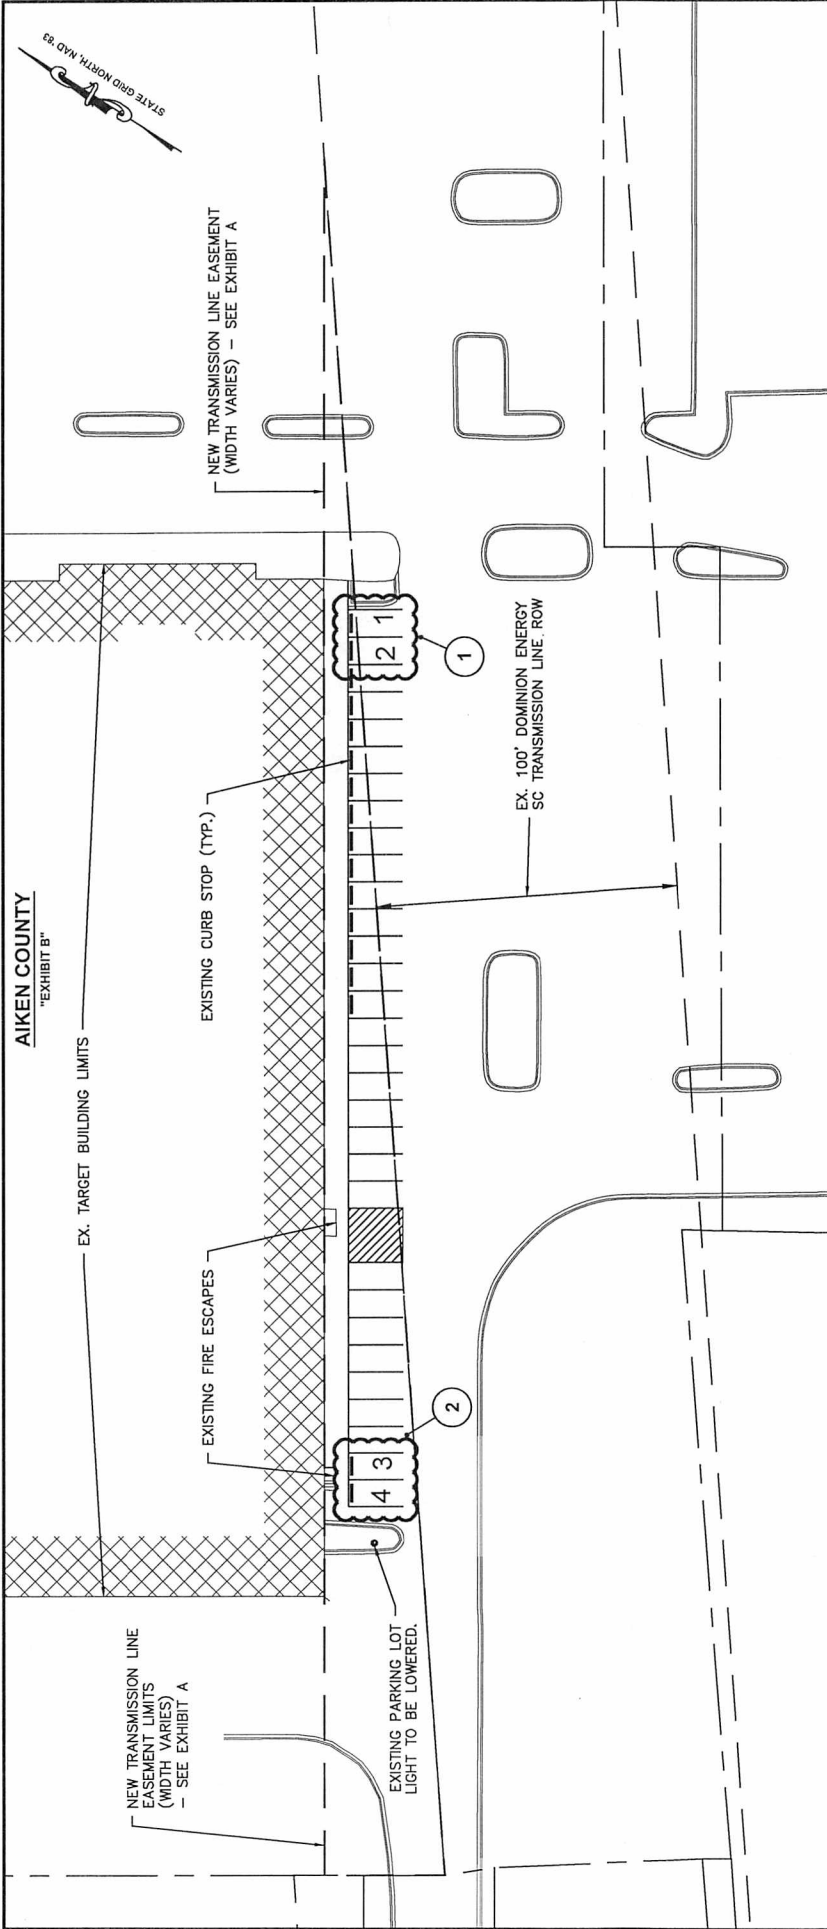 AIKEN COUNTY
"EXHIBIT B"
STATE GRID NORTH, NAD '83
NEW TRANSMISSION LINE
EASEMENT LIMITS
(WIDTH VARIES)
– SEE EXHIBIT A
EX. TARGET BUILDING LIMITS
NEW TRANSMISSION LINE EASEMENT
(WIDTH VARIES) – SEE EXHIBIT A
EXISTING FIRE ESCAPES
EXISTING CURB STOP (TYP.)
4
3
2
1
2
1
EXISTING PARKING LOT
LIGHT TO BE LOWERED.
EX. 100' DOMINION ENERGY
SC TRANSMISSION LINE. ROW